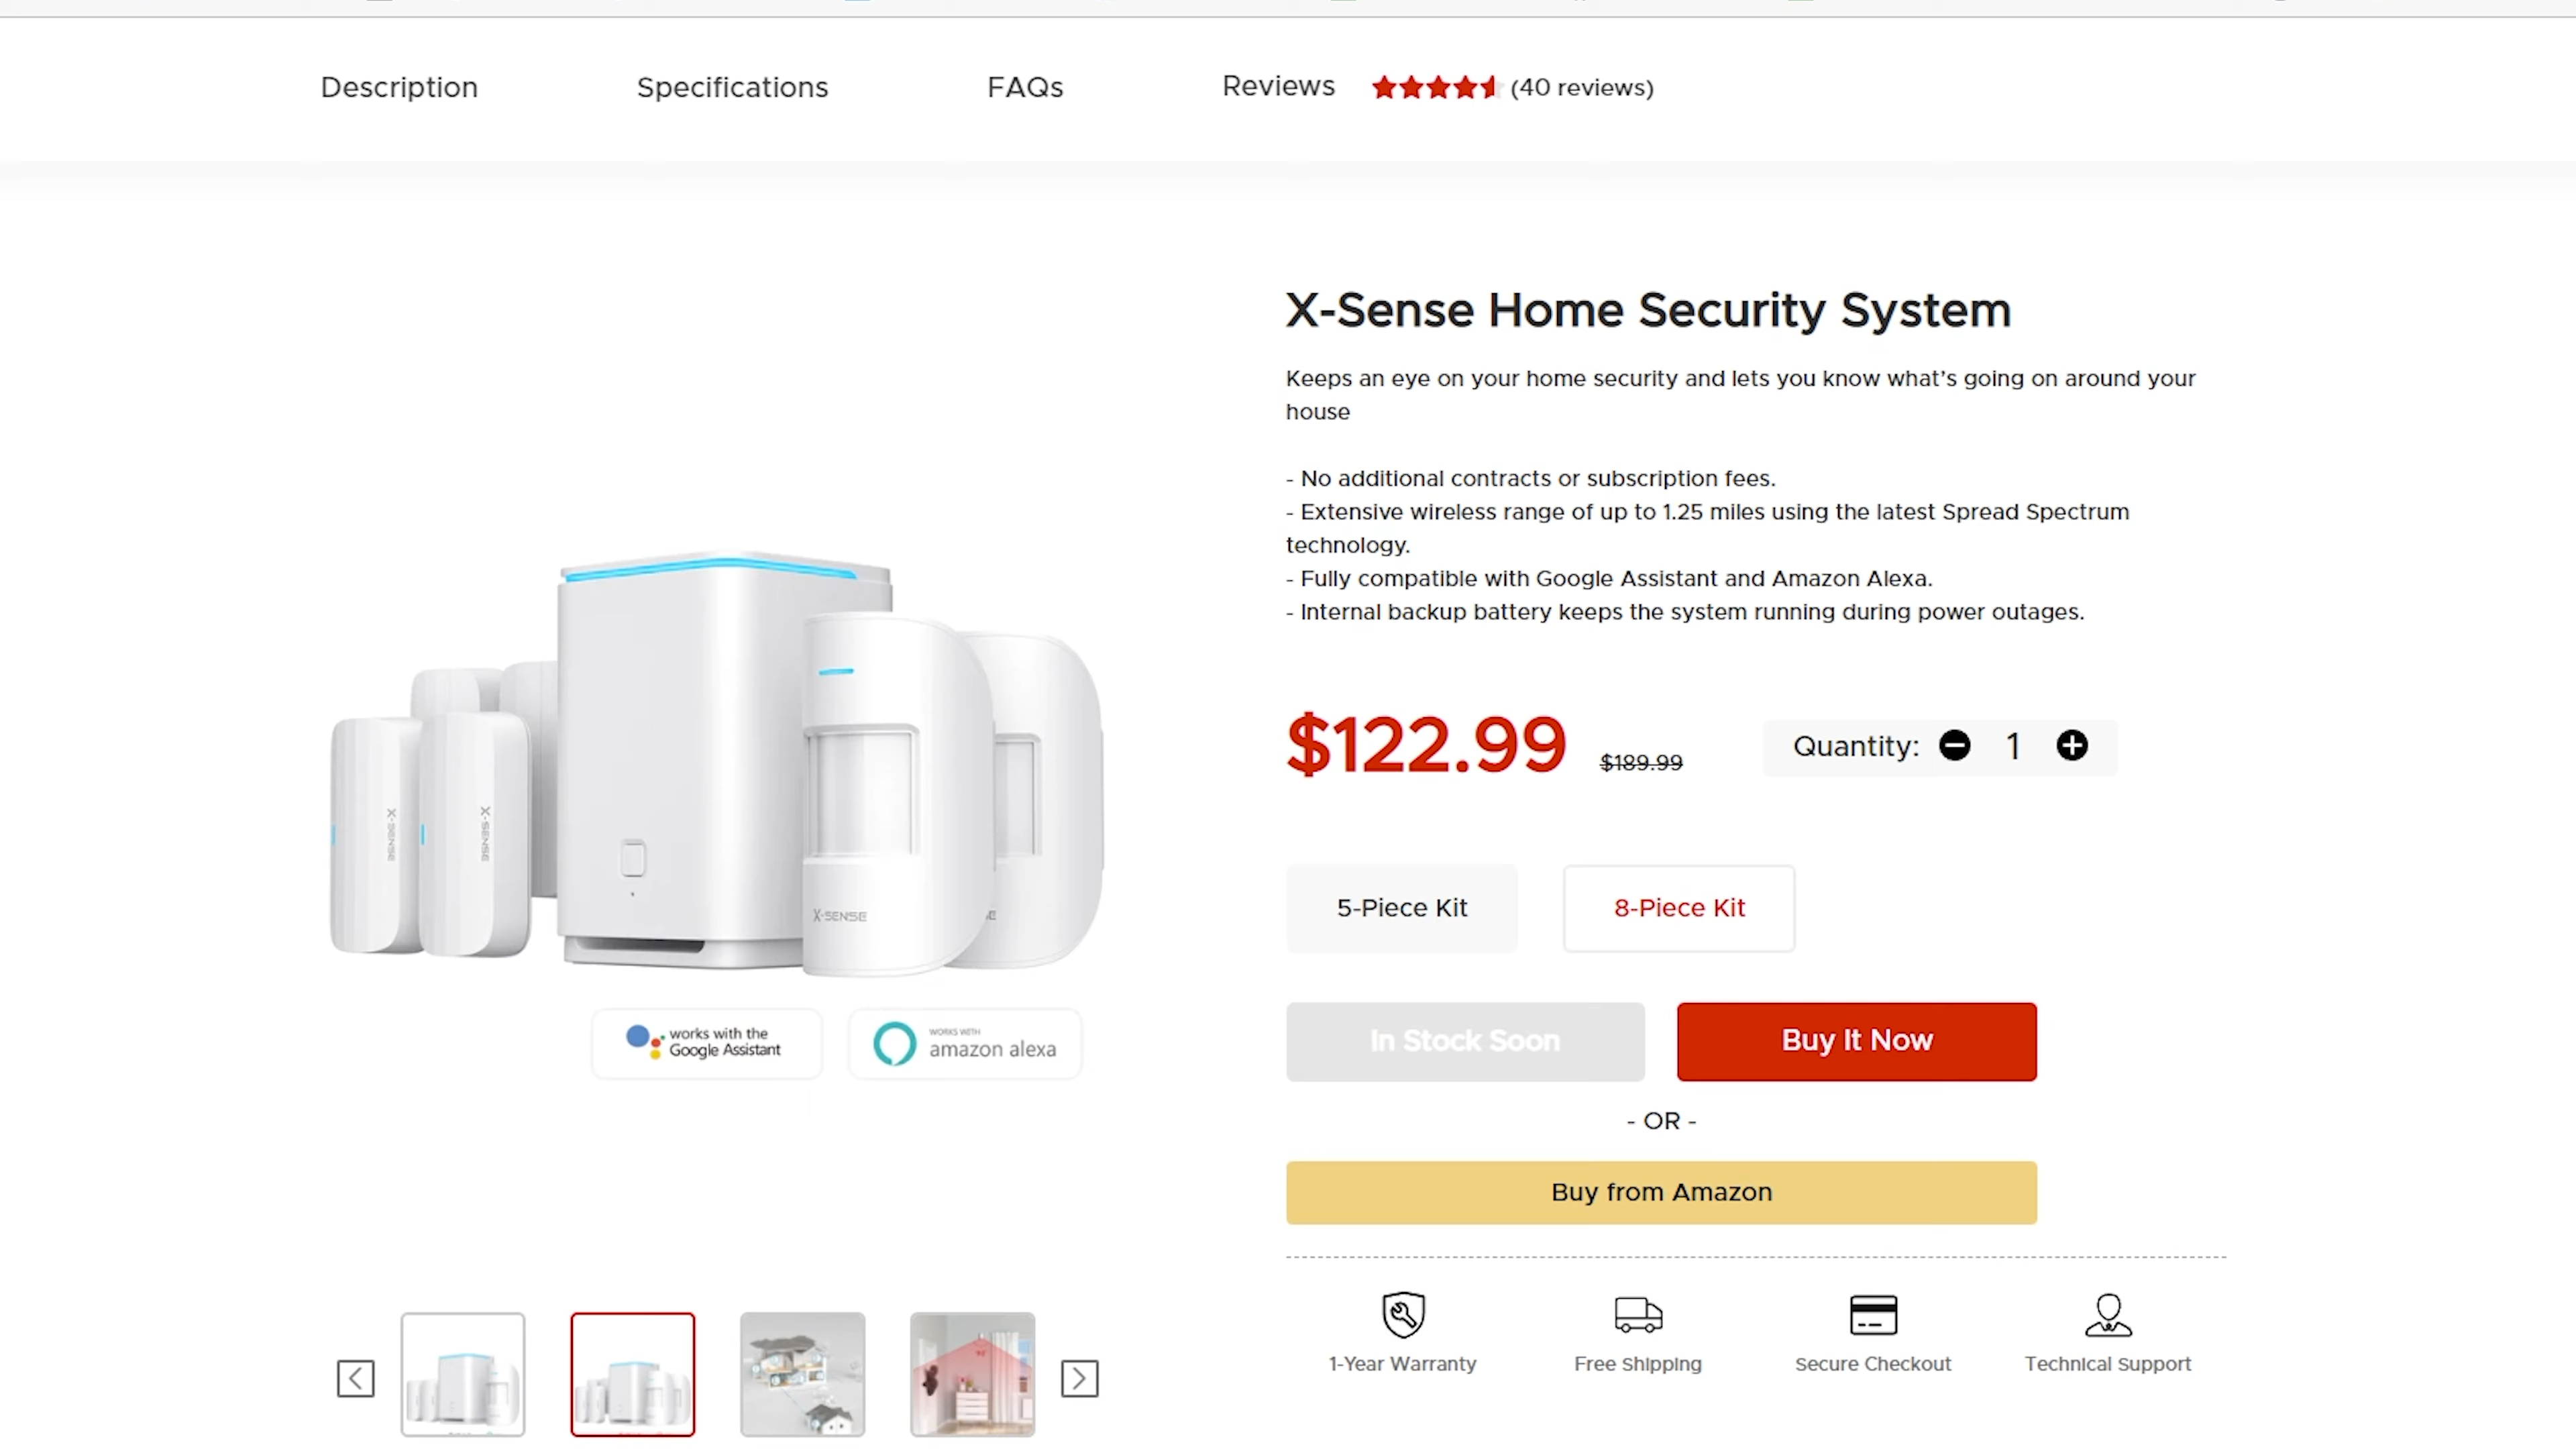 Description
Specifications
FAQs
Reviews
(40 reviews)
X-Sense Home Security System
Keeps an eye on your home security and lets you know what's going on around your
house
- No additional contracts or subscription fees.
- Extensive wireless range of up to 1.25 miles using the latest Spread Spectrum
technology.
- Fully compatible with Google Assistant and Amazon Alexa.
- Internal backup battery keeps the system running during power outages.
$122.99
$189.99
Quantity:
1
5-Piece Kit
8-Piece Kit
In Stock Soon
Buy It Now
- OR -
Buy from Amazon
1-Year Warranty
Free Shipping
Secure Checkout
Technical Support
X-SENSE
X-SENSE
X-SENSE
works with the
Google Assistant
WORKS WITH
amazon alexa